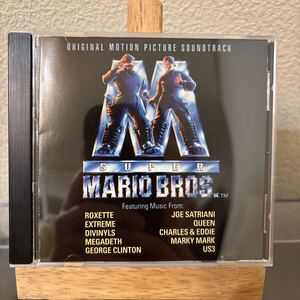 ORIGINAL MOTION PICTURE SOUNDTRACK
SUPER
MARIO BROS.
TM
Featuring Music From:
ROXETTE
EXTREME
DIVINYLS
MEGADETH
GEORGE CLINTON
JOE SATRIANI
QUEEN
CHARLES & EDDIE
MARKY MARK
US3